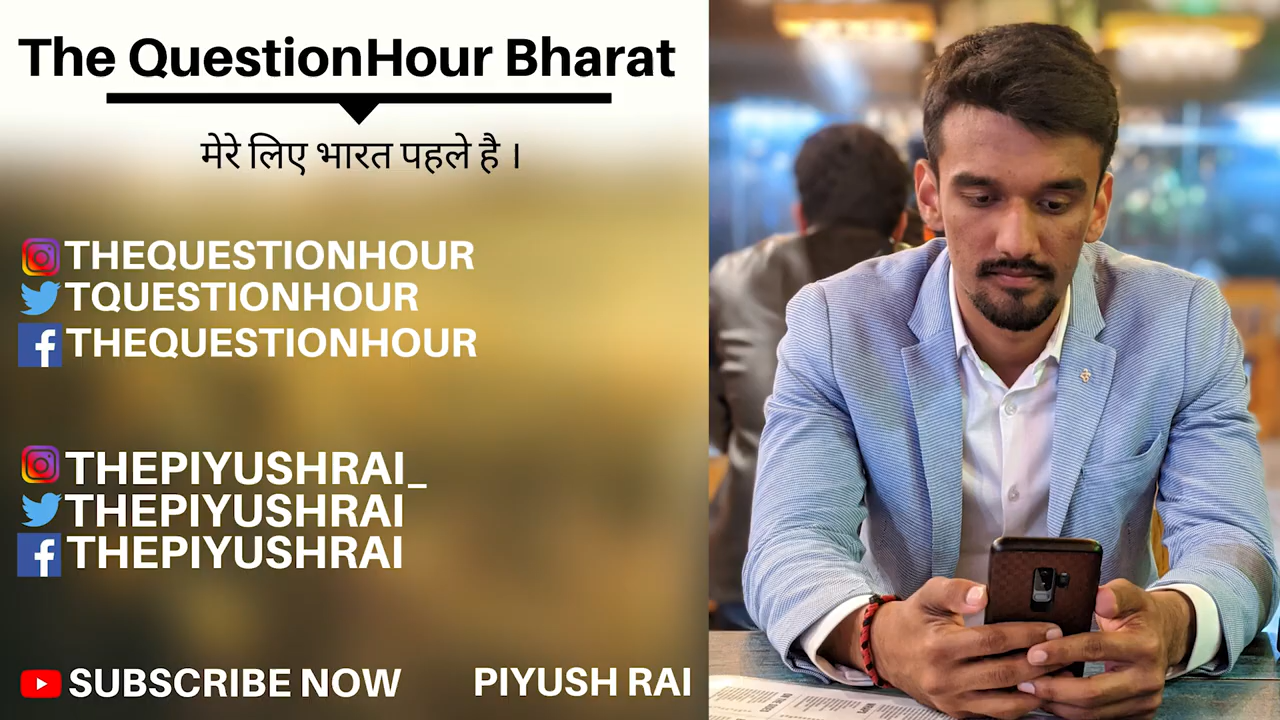 The QuestionHour Bharat
मेरे लिए भारत पहले है ।
THEQUESTIONHOUR
TQUESTIONHOUR
THEQUESTIONHOUR
THEPIYUSHRAI_
THEPIYUSHRAI
THEPIYUSHRAI
SUBSCRIBE NOW
PIYUSH RAI